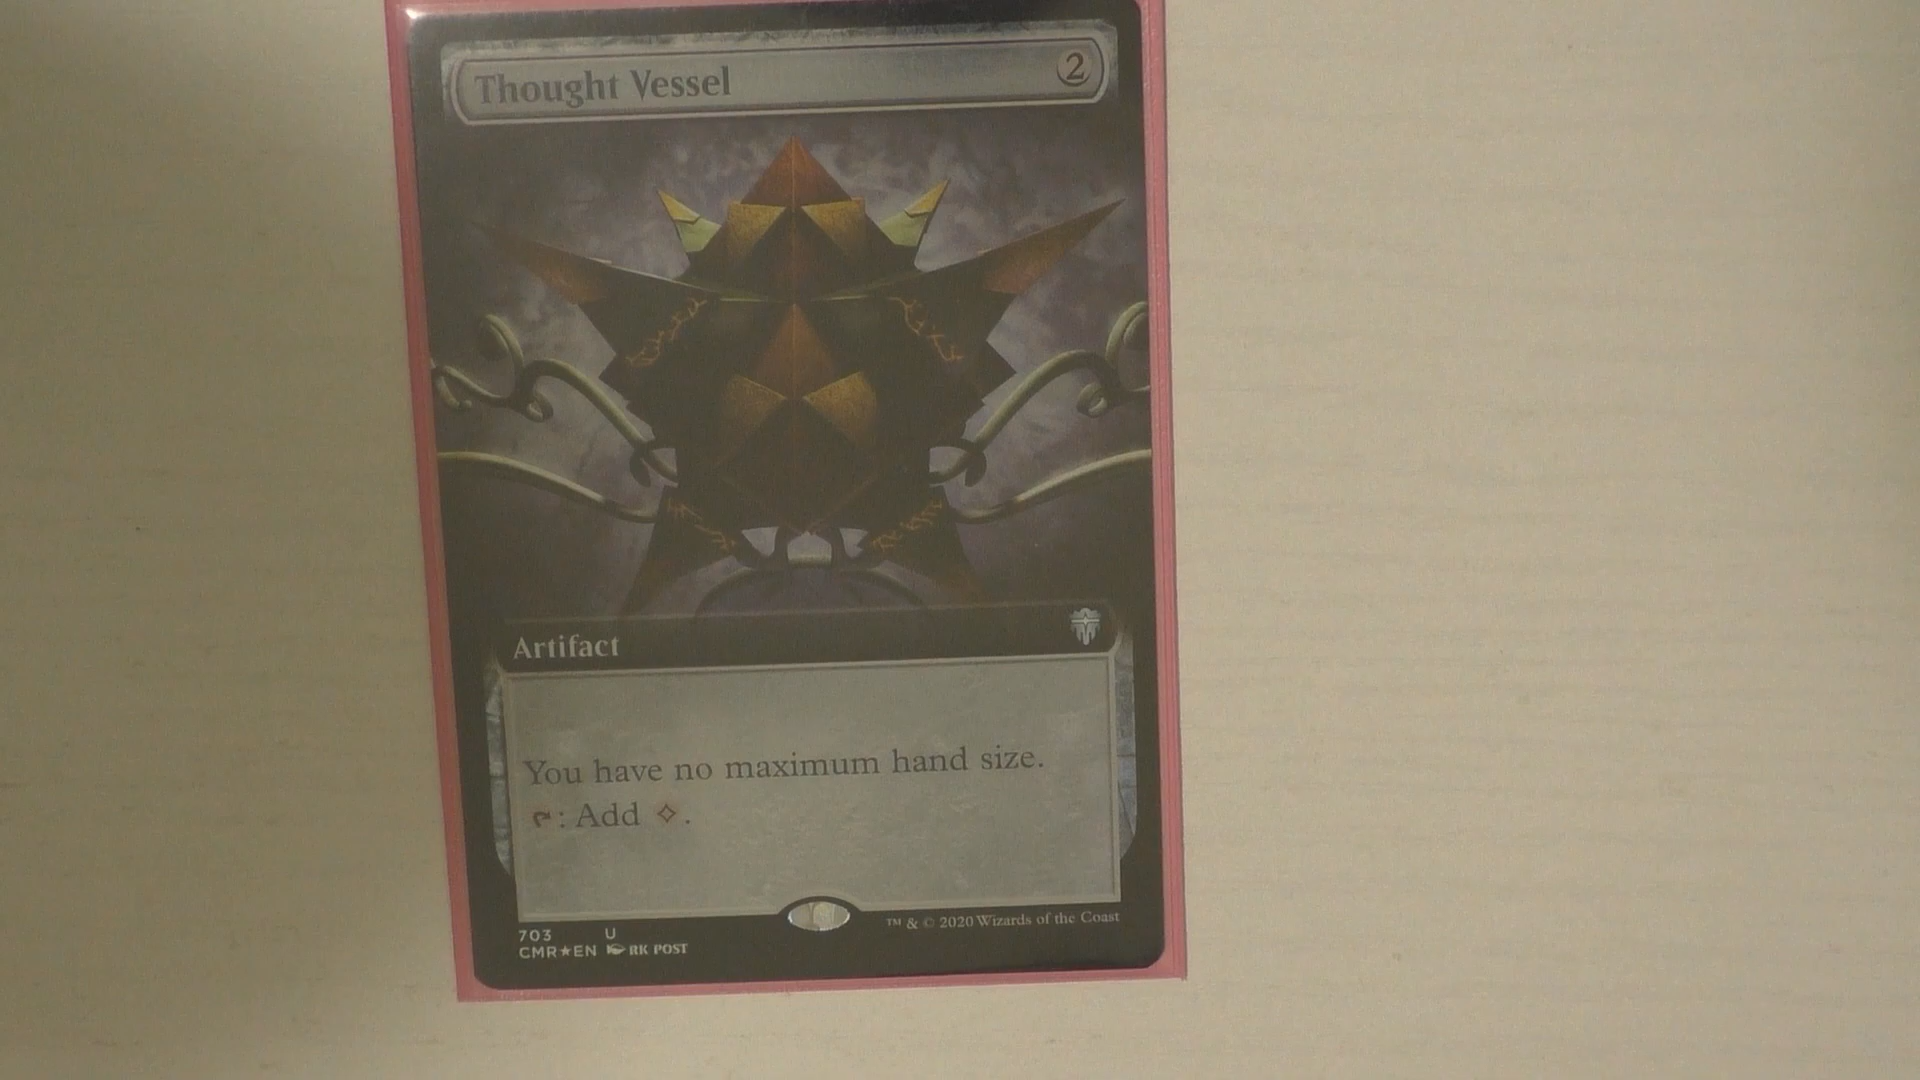 Thought Vessel 2
Artifact
You have no maximum hand size.
: Add .
703 U
™ & © 2020 Wizards of the Coast
CMR★EN RK POST